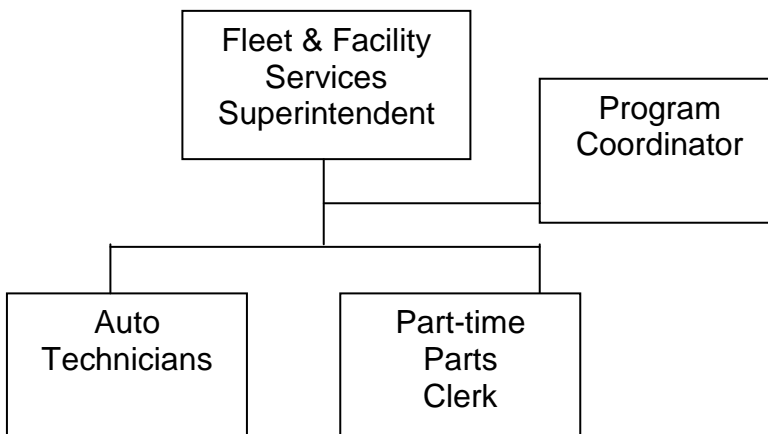 Fleet & Facility
Services
Superintendent
Program
Coordinator
Auto
Technicians
Part-time
Parts
Clerk